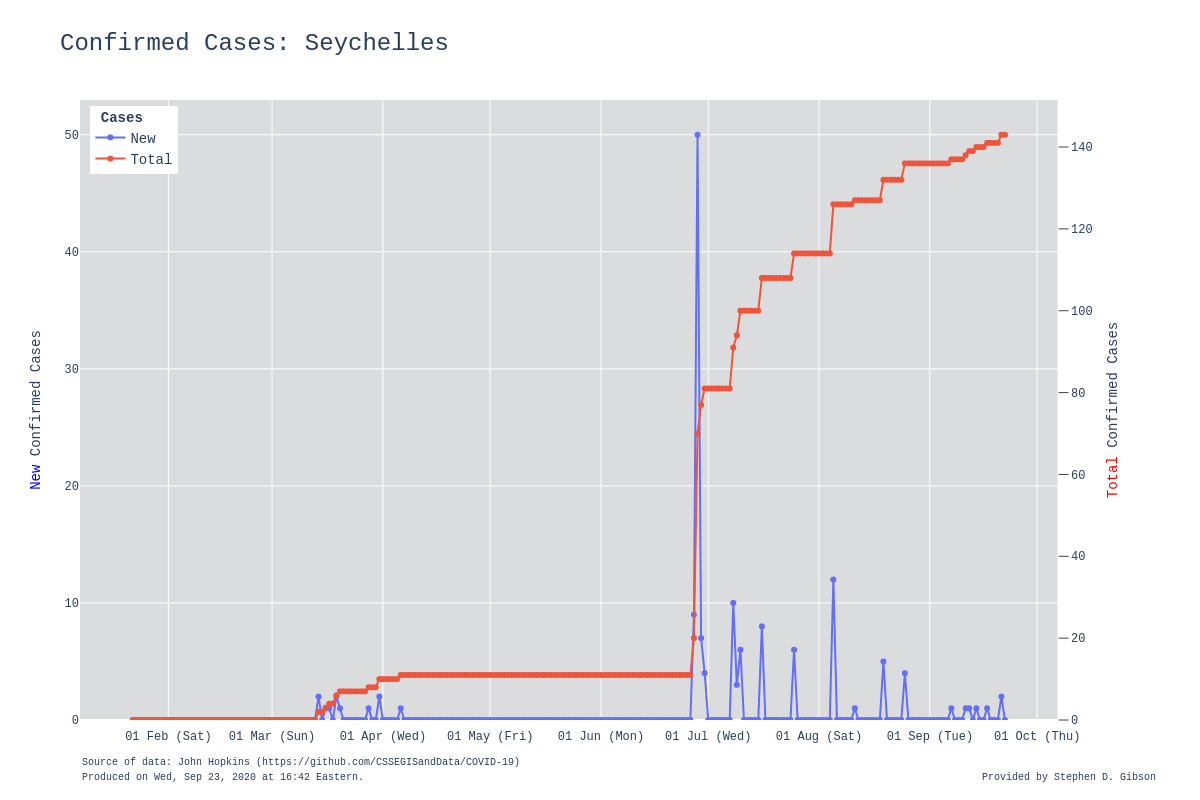 Confirmed Cases: Seychelles
Cases
New
Total
50
40
30
20
10
0
140
120
100
80
60
40
20
0
New Confirmed Cases
Total Confirmed Cases
01 Feb (Sat)
01 Mar (Sun)
01 Apr (Wed)
01 May (Fri)
01 Jun (Mon)
01 Jul (Wed)
01 Aug (Sat)
01 Sep (Tue)
01 Oct (Thu)
Source of data: John Hopkins (https://github.com/CSSEGISandData/COVID-19)
Produced on Wed, Sep 23, 2020 at 16:42 Eastern.
Provided by Stephen D. Gibson